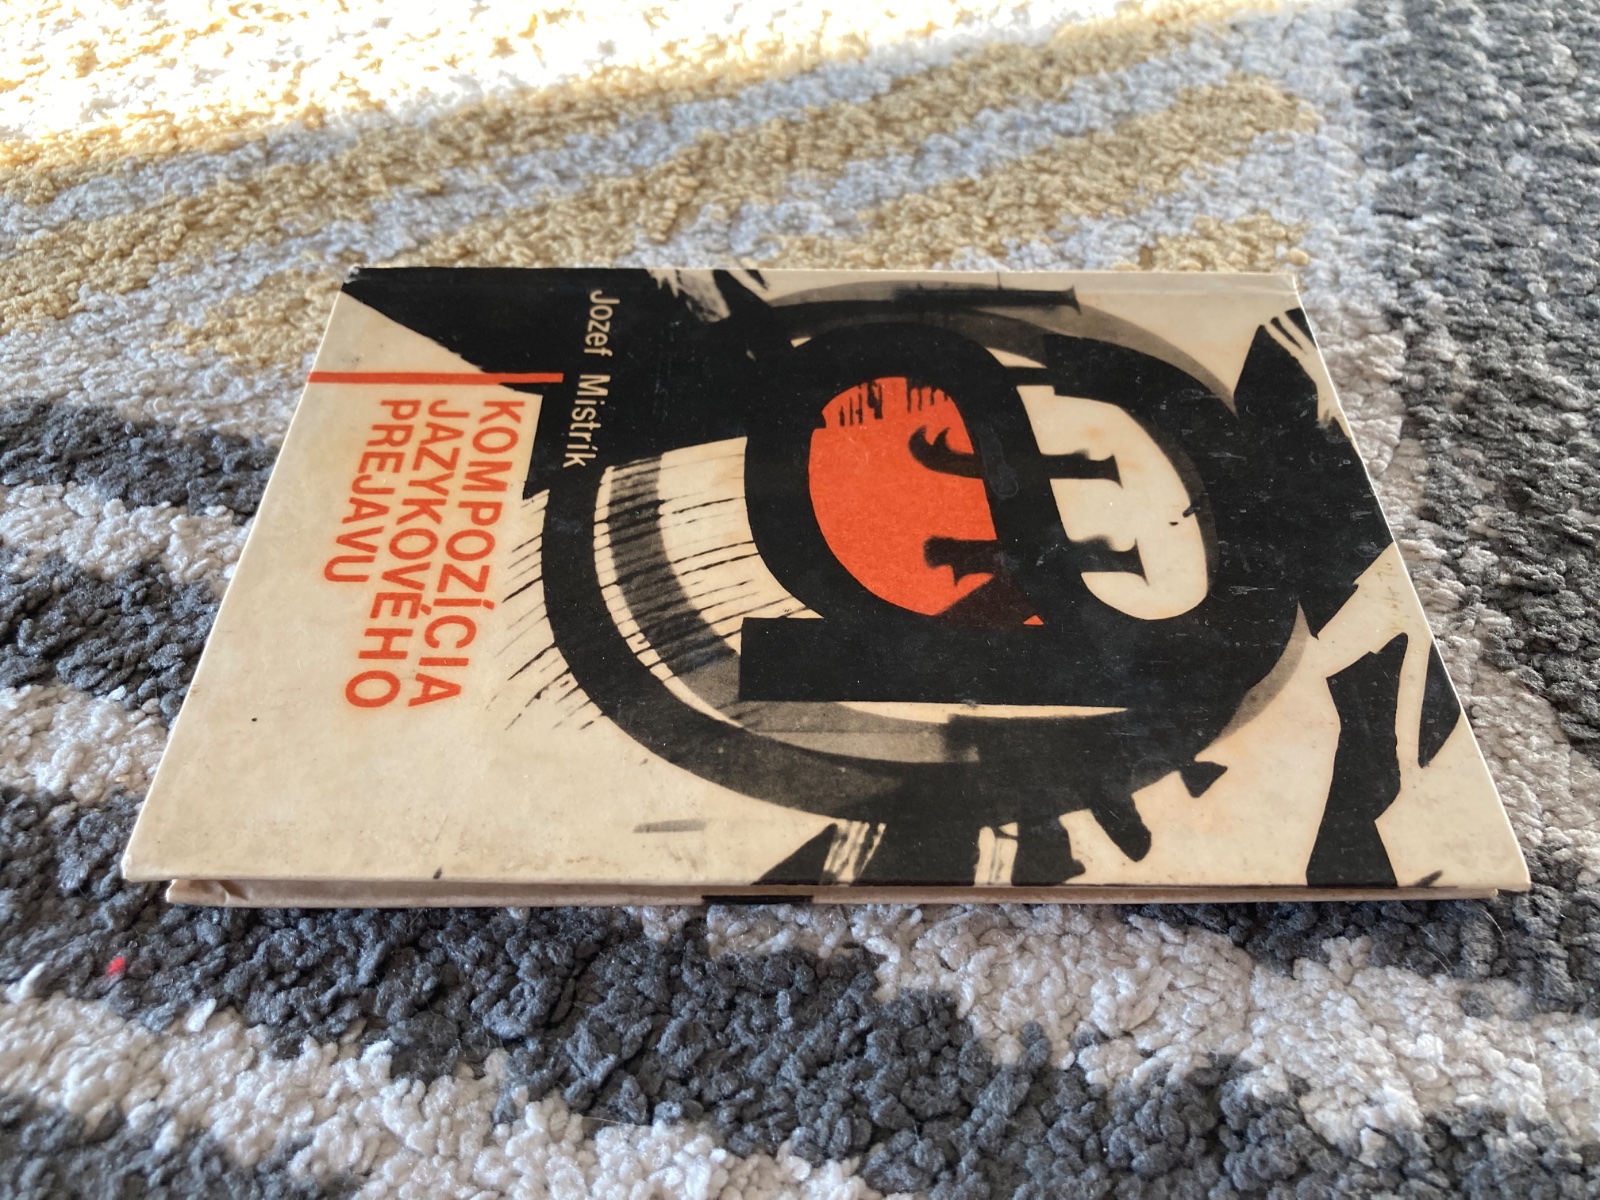 Jozef Mistrík
KOMPOZÍCIA
JAZYKOVÉHO
PREJAVU